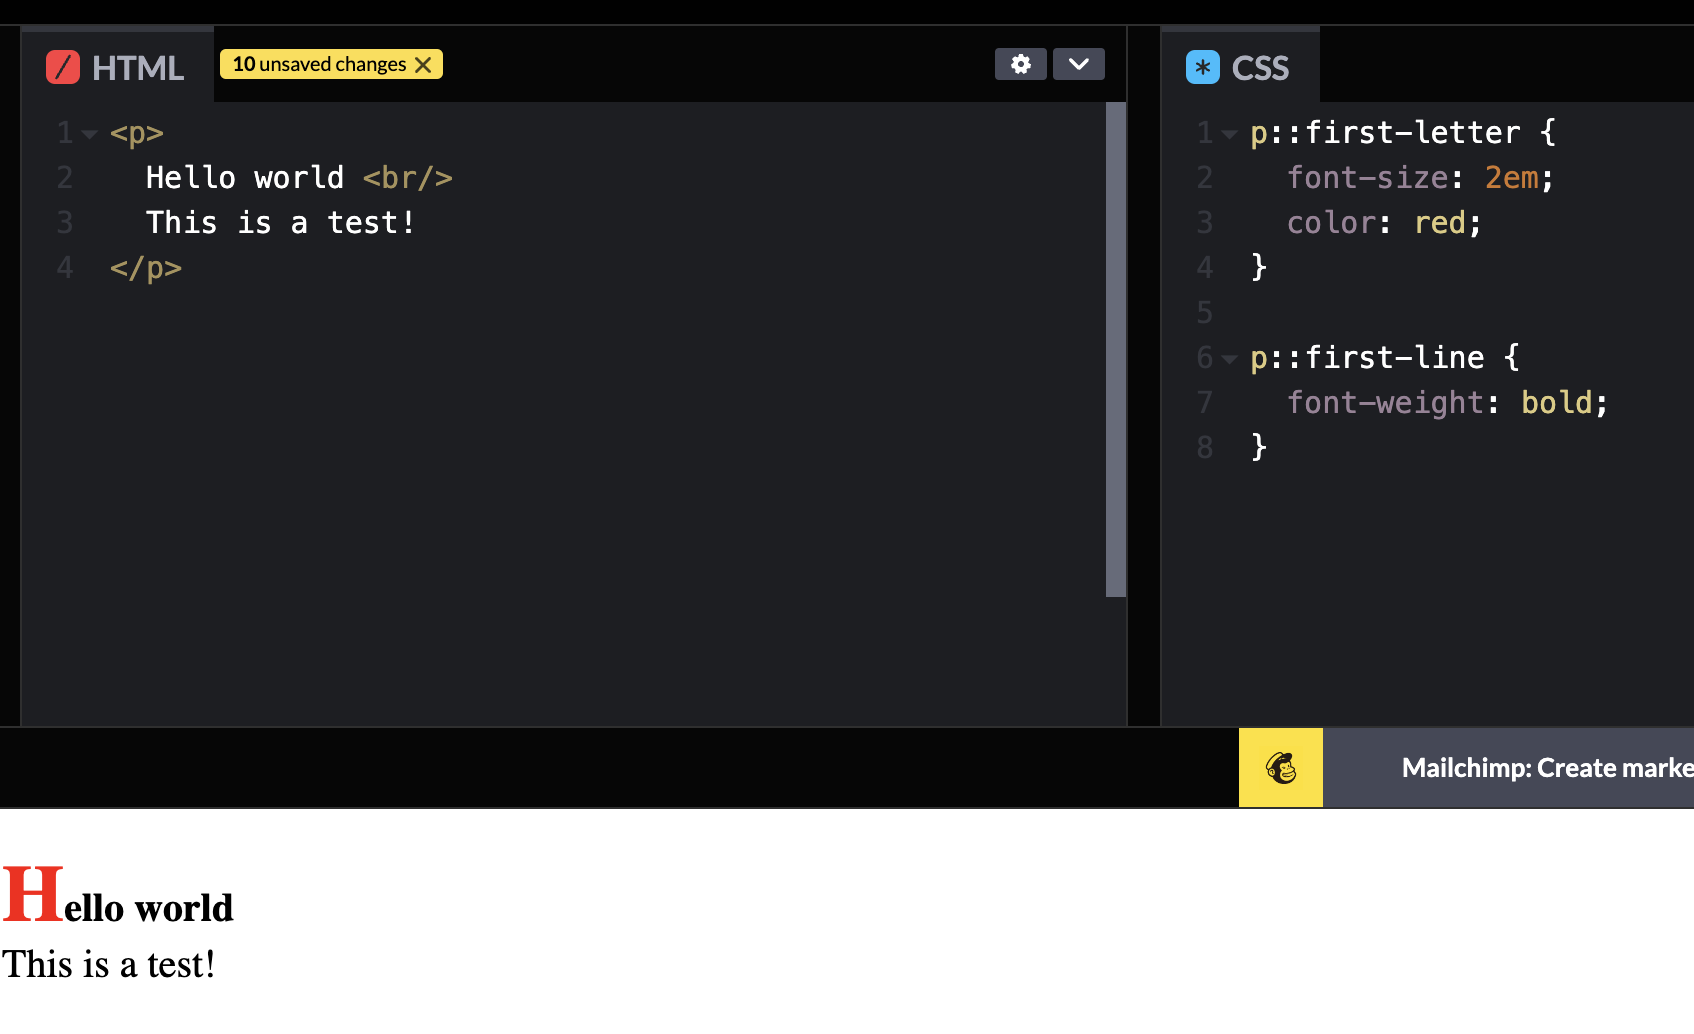 HTML
10 unsaved changes
1 <p>
2 Hello world <br/>
3 This is a test!
4 </p>
* CSS
1 p::first-letter {
2 font-size: 2em;
3 color: red;
4 }
5
6 p::first-line {
7 font-weight: bold;
8 }
Mailchimp: Create marke
Hello world
This is a test!